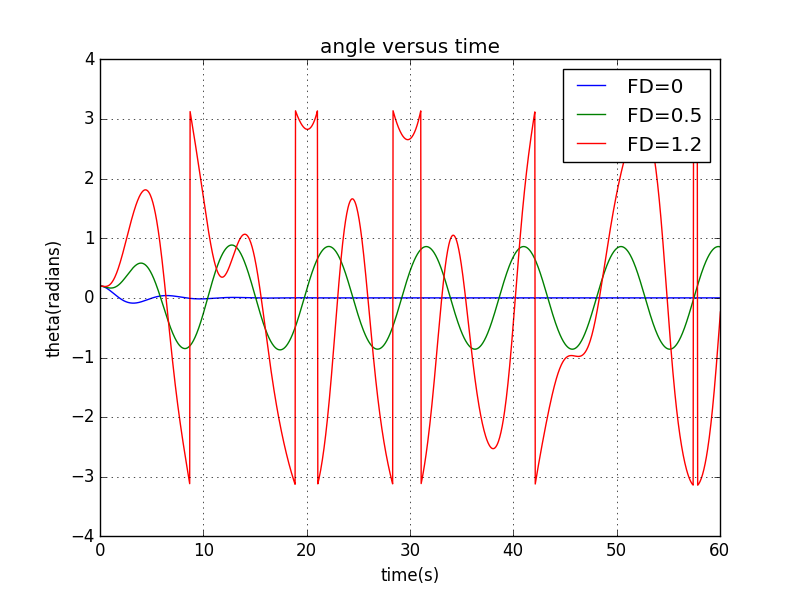 angle versus time
FD=0
FD=0.5
FD=1.2
theta(radians)
4
3
2
1
0
−1
−2
−3
−4
0 10 20 30 40 50 60
time(s)